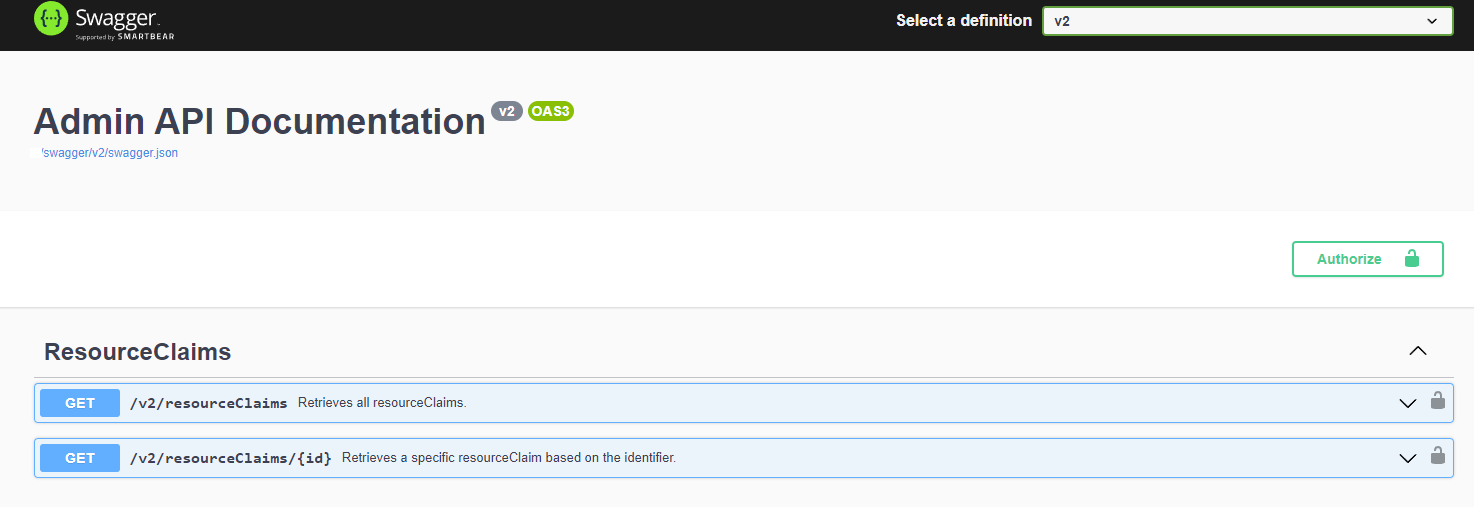 Swagger
Supported by SMARTBEAR
Select a definition
v2
Admin API Documentation v2 OAS3
/swagger/v2/swagger.json
Authorize
ResourceClaims
GET /v2/resourceClaims Retrieves all resourceClaims.
GET /v2/resourceClaims/{id} Retrieves a specific resourceClaim based on the identifier.